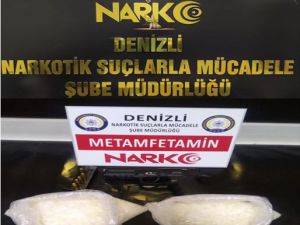 NARKO
DENİZLİ
NARKOTİK SUÇLARLA MÜCADELE
ŞUBE MÜDÜRLÜĞÜ
DENİZLİ
NARKOTİK SUÇLARLA MÜCADELE
ŞUBE MÜDÜRLÜĞÜ
METAMFETAMİN
NARKO